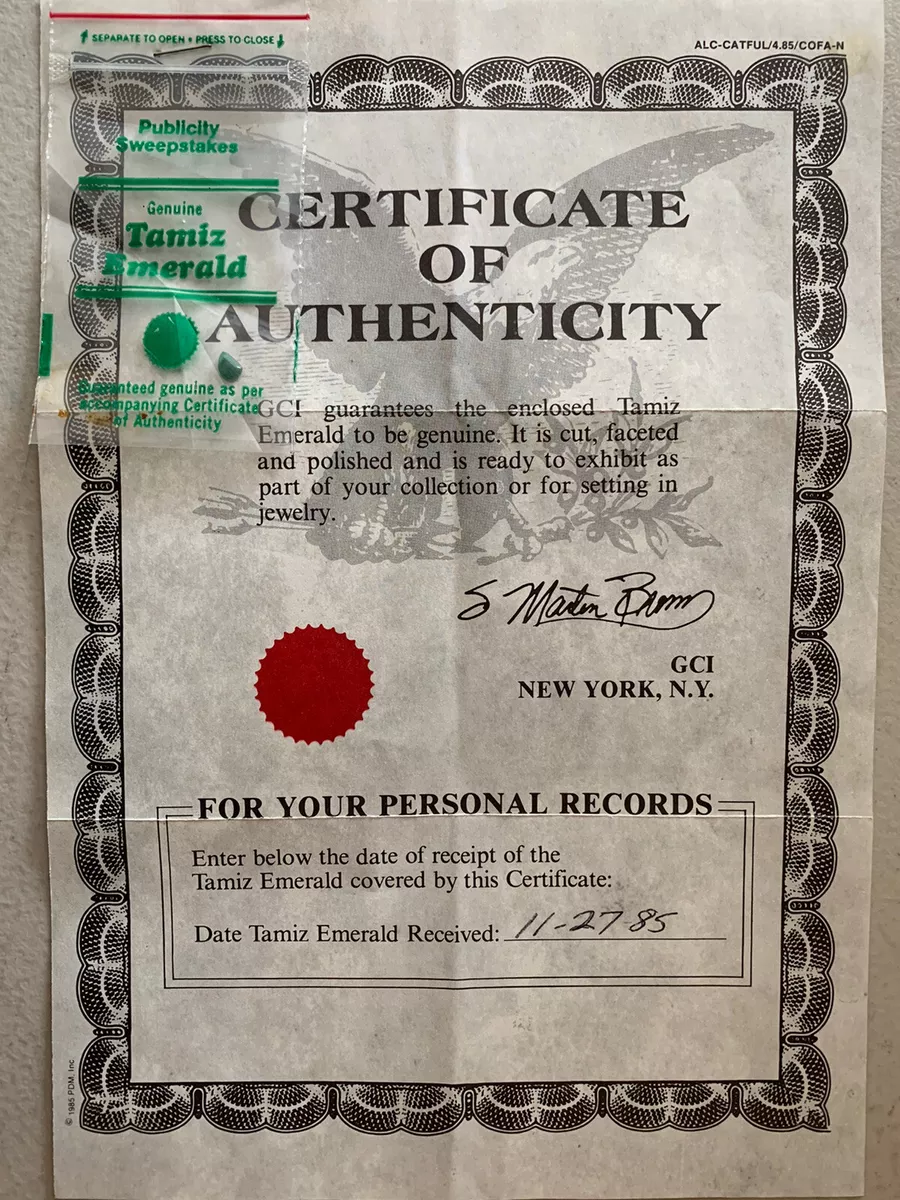 ↑ SEPARATE TO OPEN • PRESS TO CLOSE ↓
ALC-CATFUL/4.85/COFA-N
Publicity
Sweepstakes
Genuine
Tamiz
Emerald
Guaranteed genuine as per
accompanying Certificate
of Authenticity
CERTIFICATE
OF
AUTHENTICITY
GCI guarantees the enclosed Tamiz
Emerald to be genuine. It is cut, faceted
and polished and is ready to exhibit as
part of your collection or for setting in
jewelry.
S Martin Brown
GCI
NEW YORK, N.Y.
FOR YOUR PERSONAL RECORDS
Enter below the date of receipt of the
Tamiz Emerald covered by this Certificate:
Date Tamiz Emerald Received: 11-27-85
© 1985 PDM, Inc